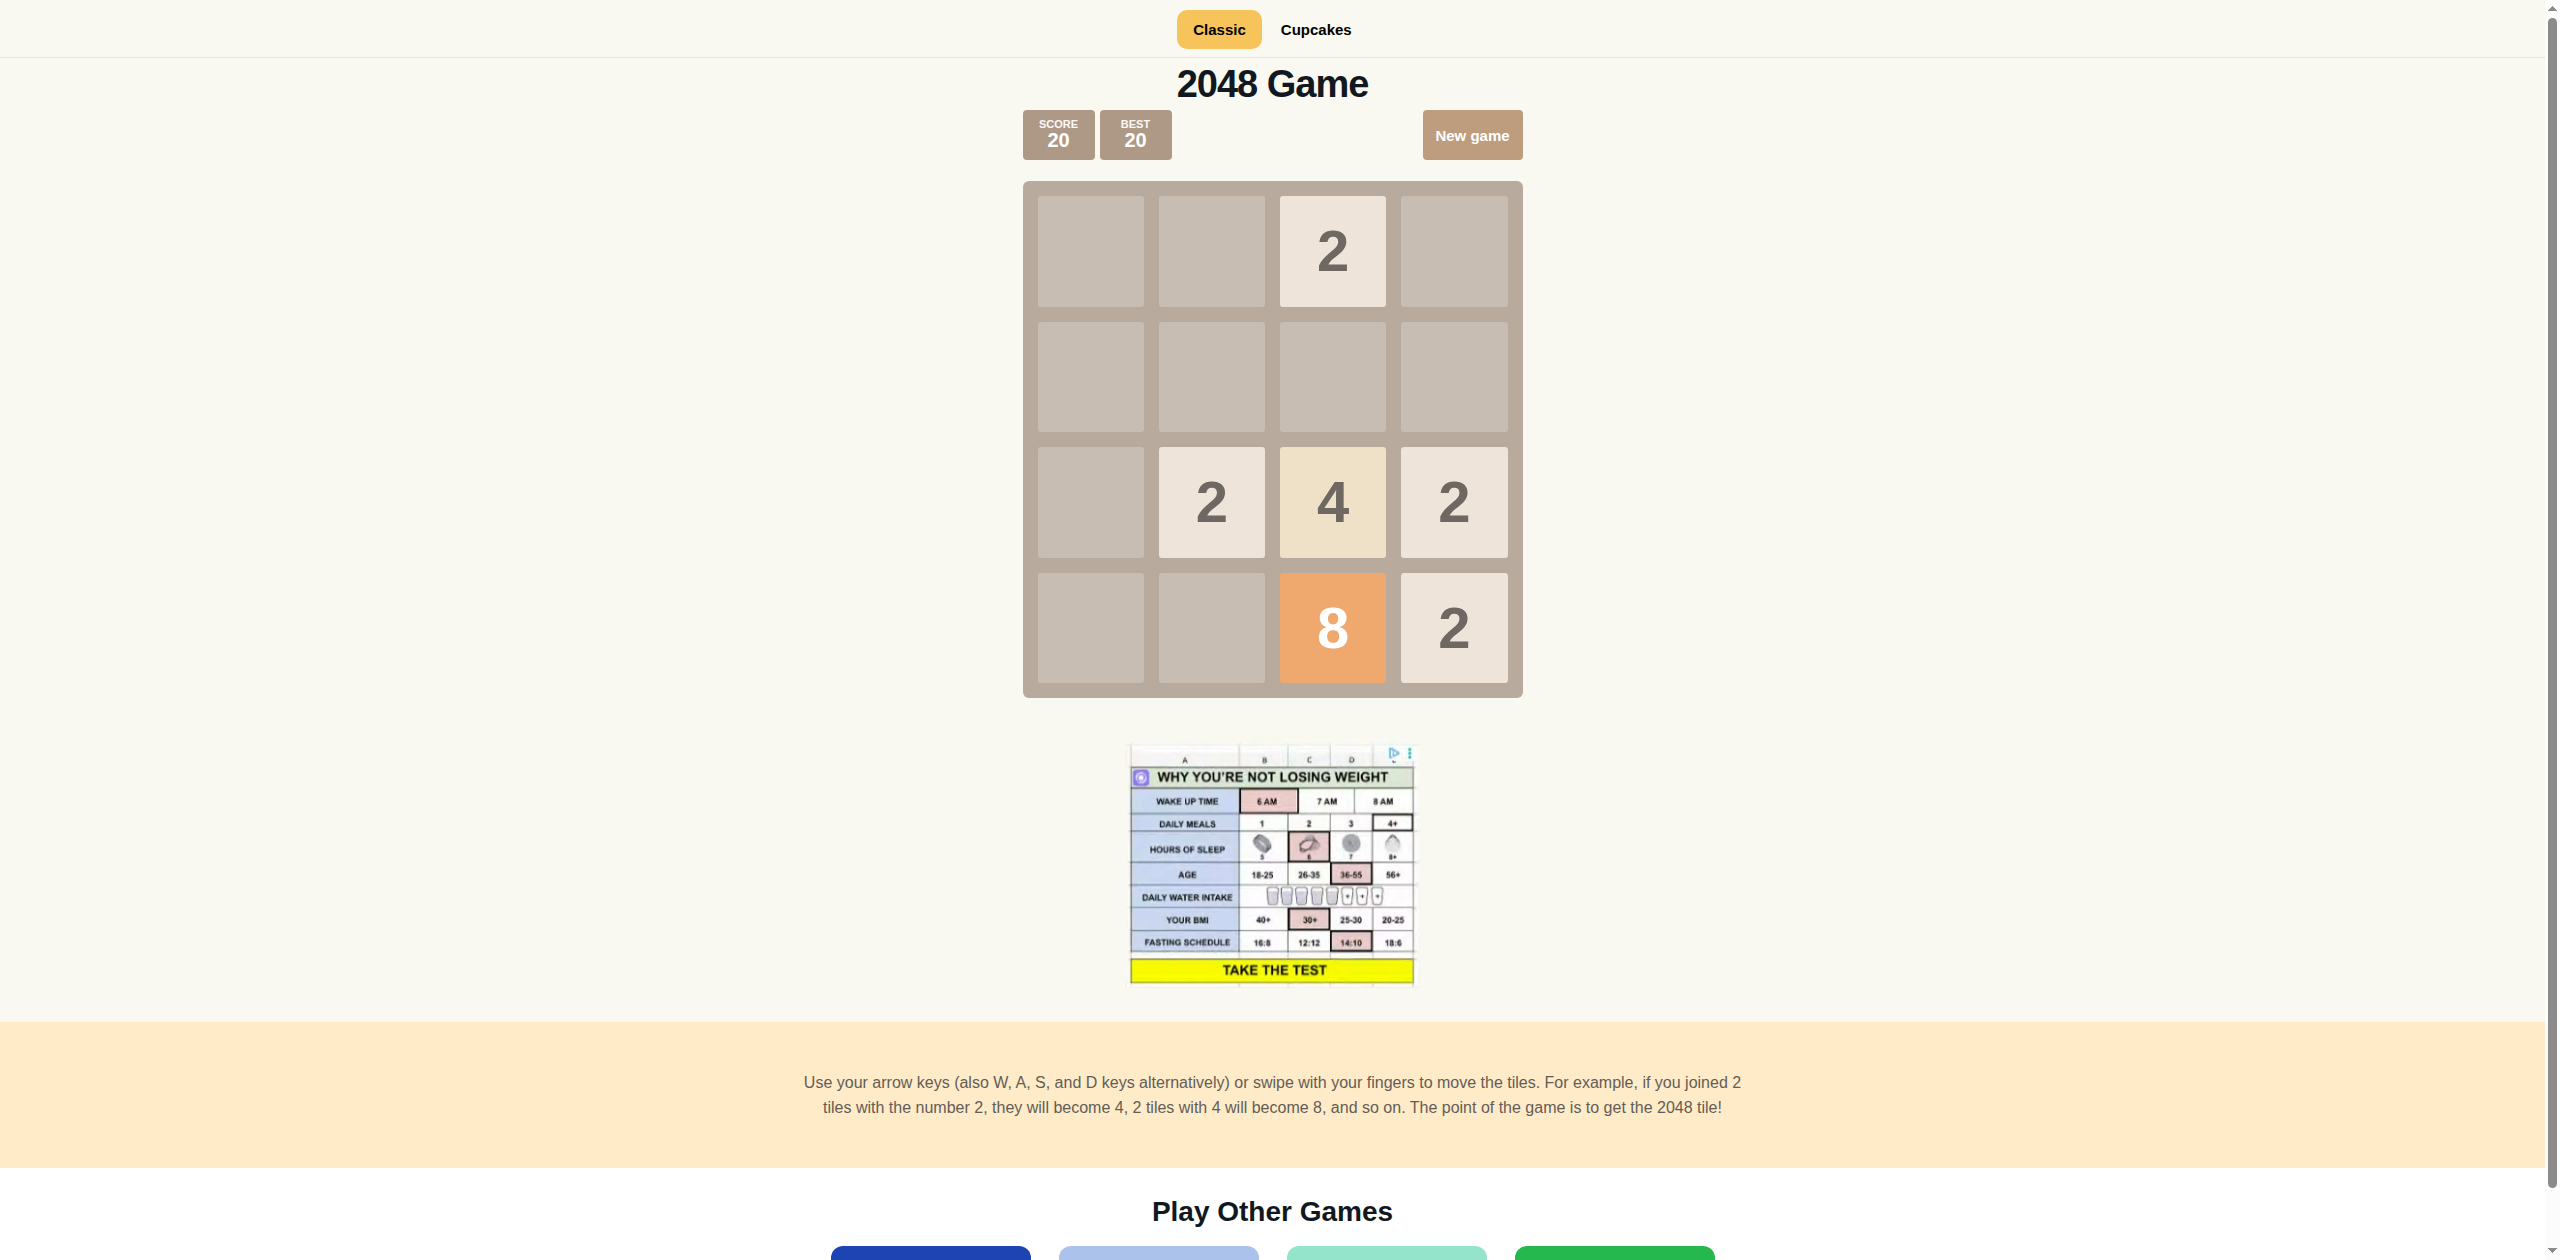 Classic Cupcakes
2048 Game
SCORE BEST
20 20
New game
2
2 4 2
8 2
A B C D
WHY YOU'RE NOT LOSING WEIGHT
WAKE UP TIME 6 AM 7 AM 8 AM
DAILY MEALS 1 2 3 4+
HOURS OF SLEEP 5 6 7 8+
AGE 18-25 26-35 36-55 56+
DAILY WATER INTAKE
YOUR BMI 40+ 30+ 25-30 20-25
FASTING SCHEDULE 16:8 12:12 14:10 18:6
TAKE THE TEST
Use your arrow keys (also W, A, S, and D keys alternatively) or swipe with your fingers to move the tiles. For example, if you joined 2
tiles with the number 2, they will become 4, 2 tiles with 4 will become 8, and so on. The point of the game is to get the 2048 tile!
Play Other Games